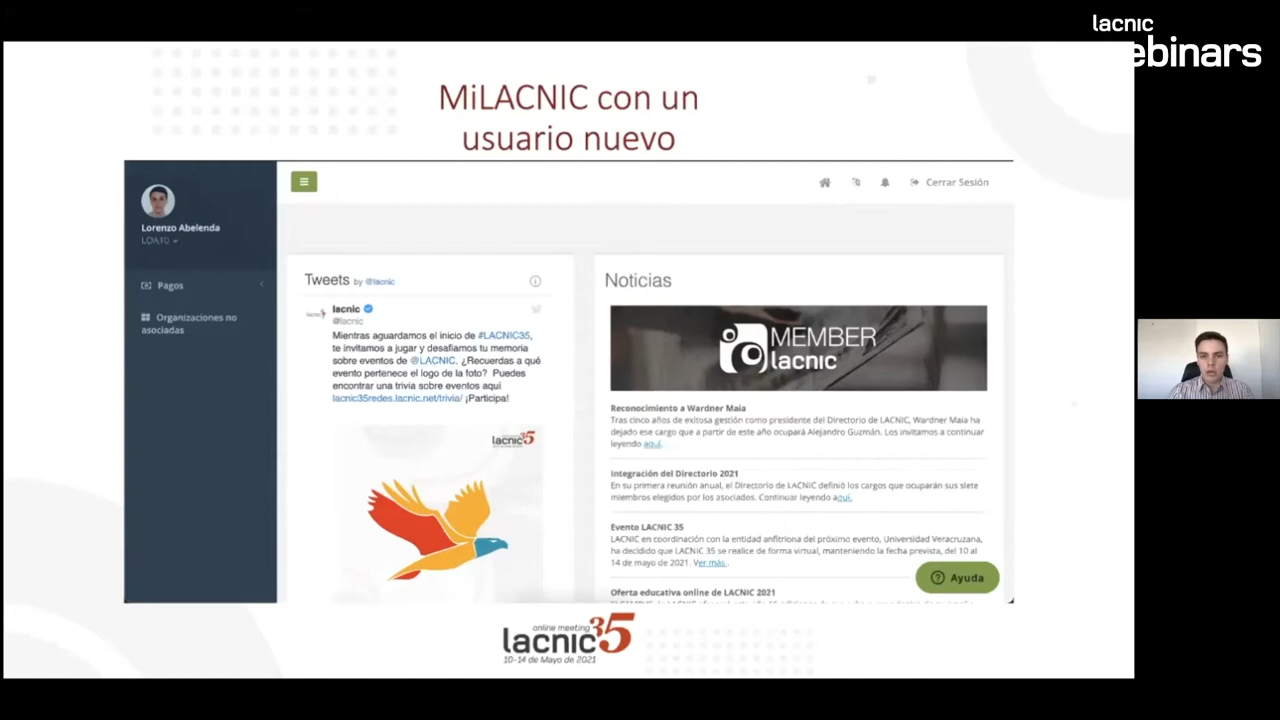 lacnic
ebinars
MiLACNIC con un
usuario nuevo
Lorenzo Abelenda
Cerrar Sesión
Pagos
Organizaciones no
asociadas
Tweets by @lacnic
lacnic
@lacnic
Mientras aguardamos el inicio de #LACNIC35,
te invitamos a jugar y desafiamos tu memoria
sobre eventos de @LACNIC. ¿Recuerdas a qué
evento pertenece el logo de la foto? Puedes
encontrar una trivia sobre eventos aquí
lacnic35redes.lacnic.net/trivia/ ¡Participa!
lacnic35
Noticias
MEMBER
lacnic
Reconocimiento a Wardner Maia
Tras cinco años de exitosa gestión como presidente del Directorio de LACNIC, Wardner Maia ha
dejado ese cargo que a partir de este año ocupará Alejandro Guzmán. Los invitamos a continuar
leyendo aquí.
Integración del Directorio 2021
En su primera reunión anual, el Directorio de LACNIC definió los cargos que ocuparán sus siete
miembros elegidos por los asociados. Continuar leyendo aquí.
Evento LACNIC 35
LACNIC en coordinación con la entidad anfitriona del próximo evento, Universidad Veracruzana,
ha decidido que LACNIC 35 se realice de forma virtual, manteniendo la fecha prevista, del 10 al
14 de mayo de 2021. Ver más.
Oferta educativa online de LACNIC 2021
Ayuda
online meeting
lacnic35
10-14 de Mayo de 2021